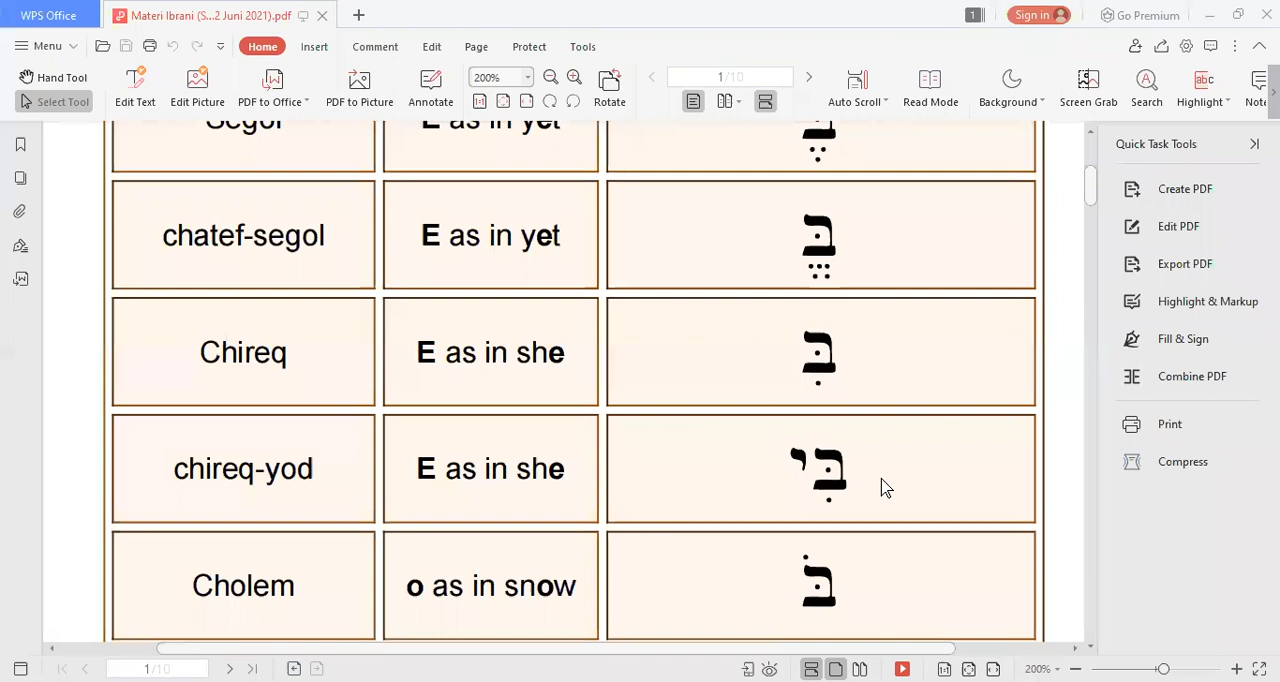 WPS Office
Materi Ibrani (S...2 Juni 2021).pdf
1
Sign in
Go Premium
Menu
Home
Insert
Comment
Edit
Page
Protect
Tools
Hand Tool
Select Tool
Edit Text
Edit Picture
PDF to Office
PDF to Picture
Annotate
200%
Rotate
1/10
Auto Scroll
Read Mode
Background
Screen Grab
Search
Highlight
Note
Segol E as in yet בֶּ
chatef-segol E as in yet בֱּ
Chireq E as in she בִּ
chireq-yod E as in she בִּי
Cholem o as in snow בֹּ
Quick Task Tools
Create PDF
Edit PDF
Export PDF
Highlight & Markup
Fill & Sign
Combine PDF
Print
Compress
1/10
200%